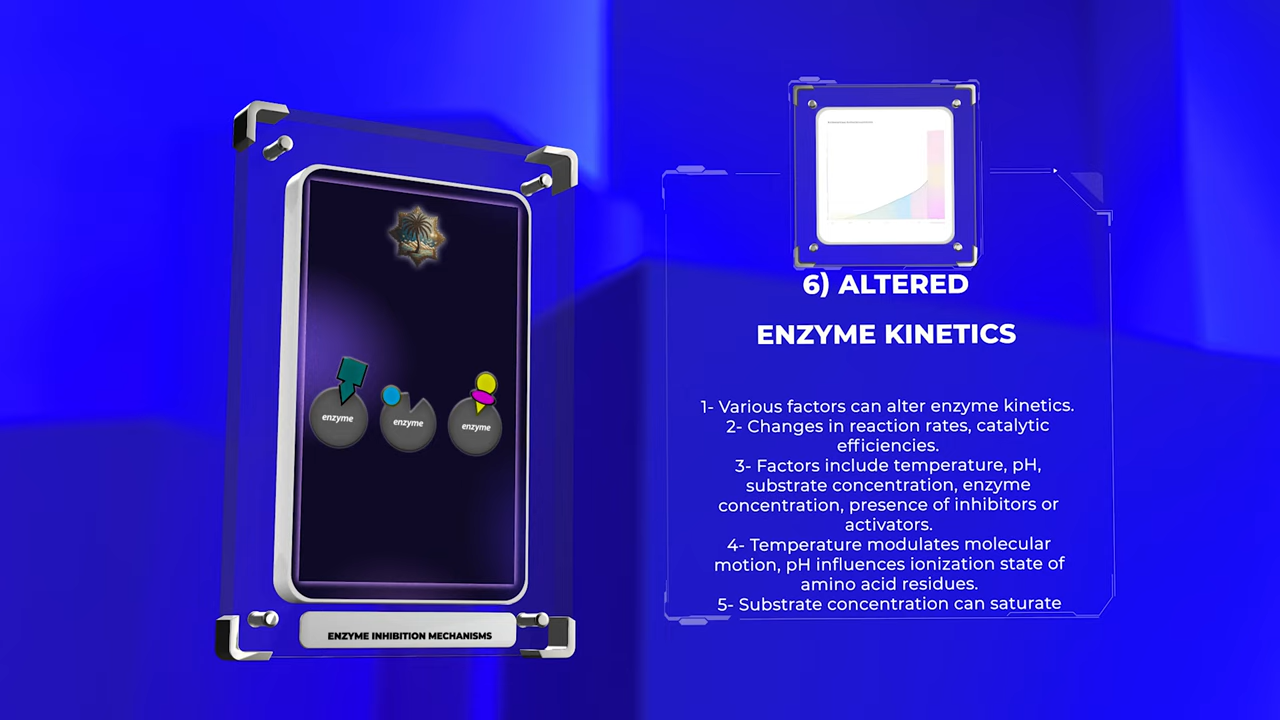 enzyme
enzyme
enzyme
ENZYME INHIBITION MECHANISMS
6) ALTERED
ENZYME KINETICS
1- Various factors can alter enzyme kinetics.
2- Changes in reaction rates, catalytic
efficiencies.
3- Factors include temperature, pH,
substrate concentration, enzyme
concentration, presence of inhibitors or
activators.
4- Temperature modulates molecular
motion, pH influences ionization state of
amino acid residues.
5- Substrate concentration can saturate